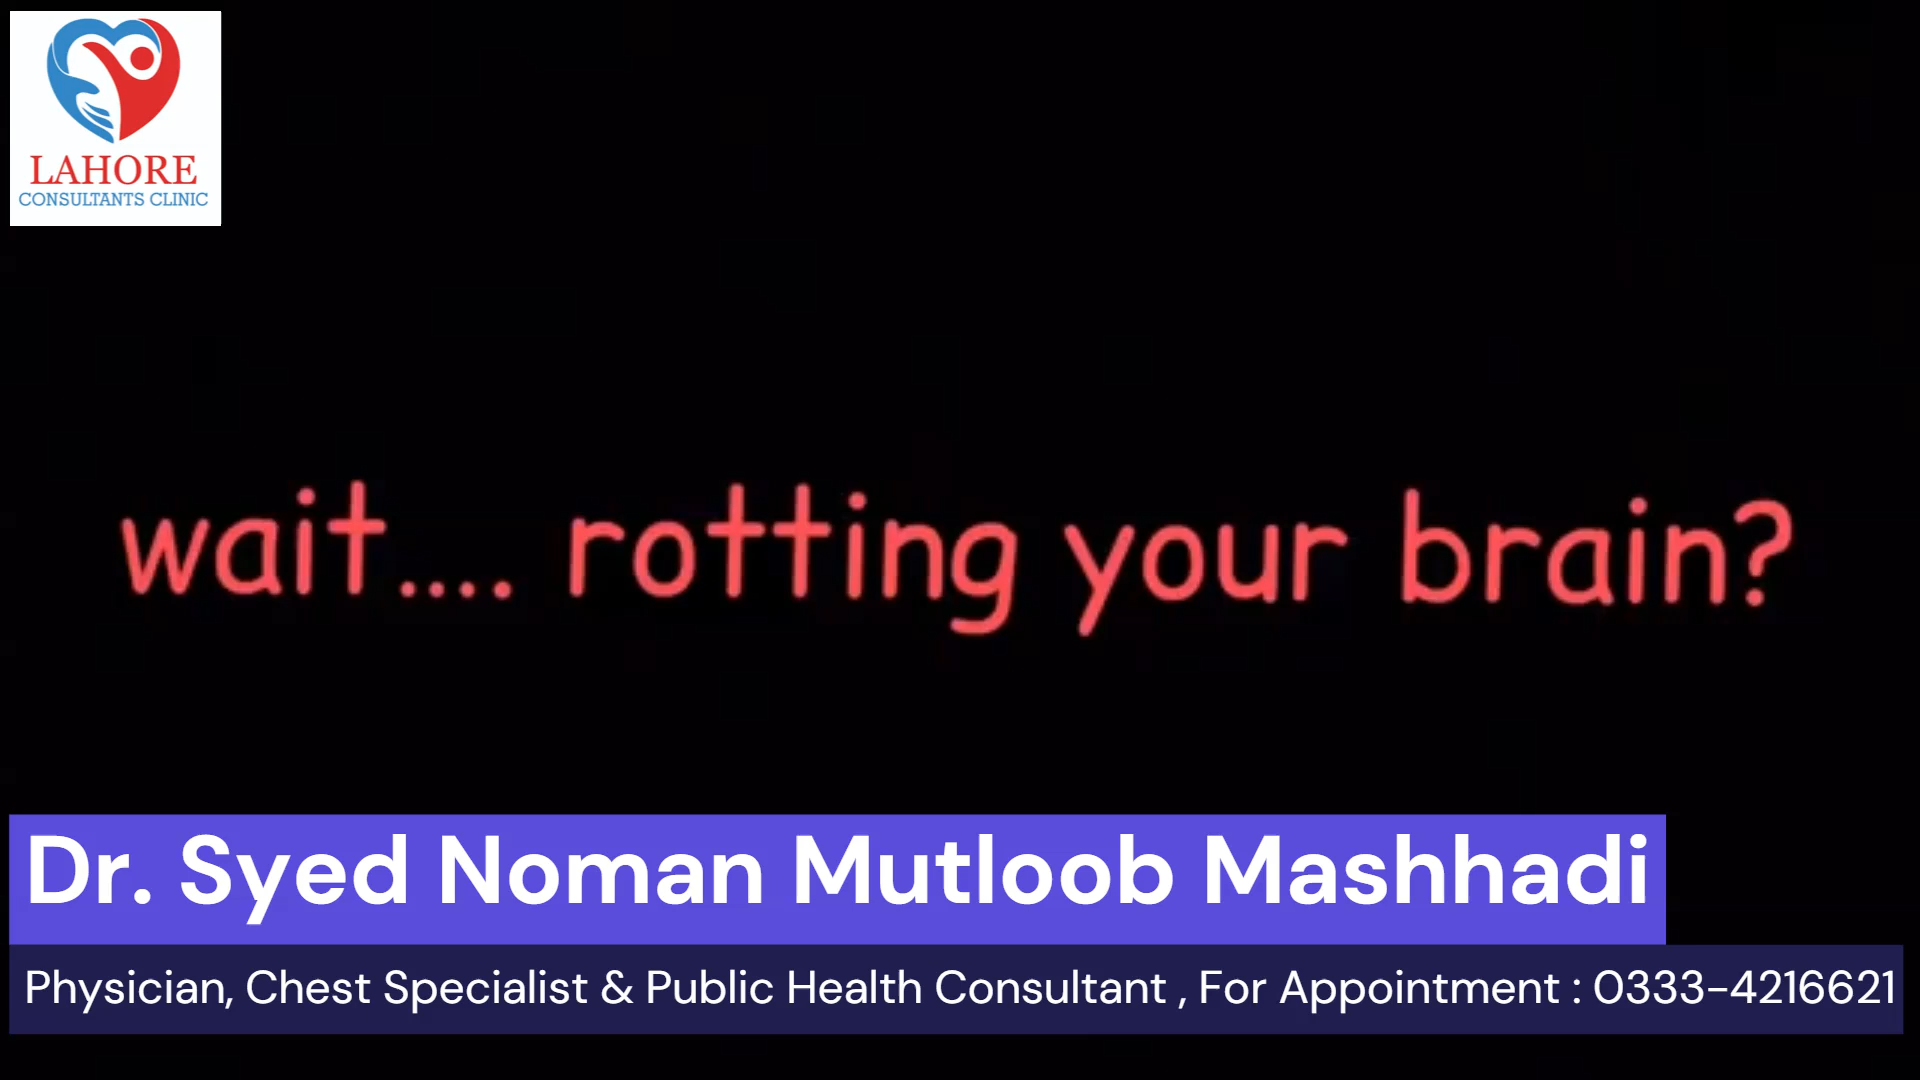 LAHORE
CONSULTANTS CLINIC
wait.... rotting your brain?
Dr. Syed Noman Mutloob Mashhadi
Physician, Chest Specialist & Public Health Consultant , For Appointment : 0333-4216621